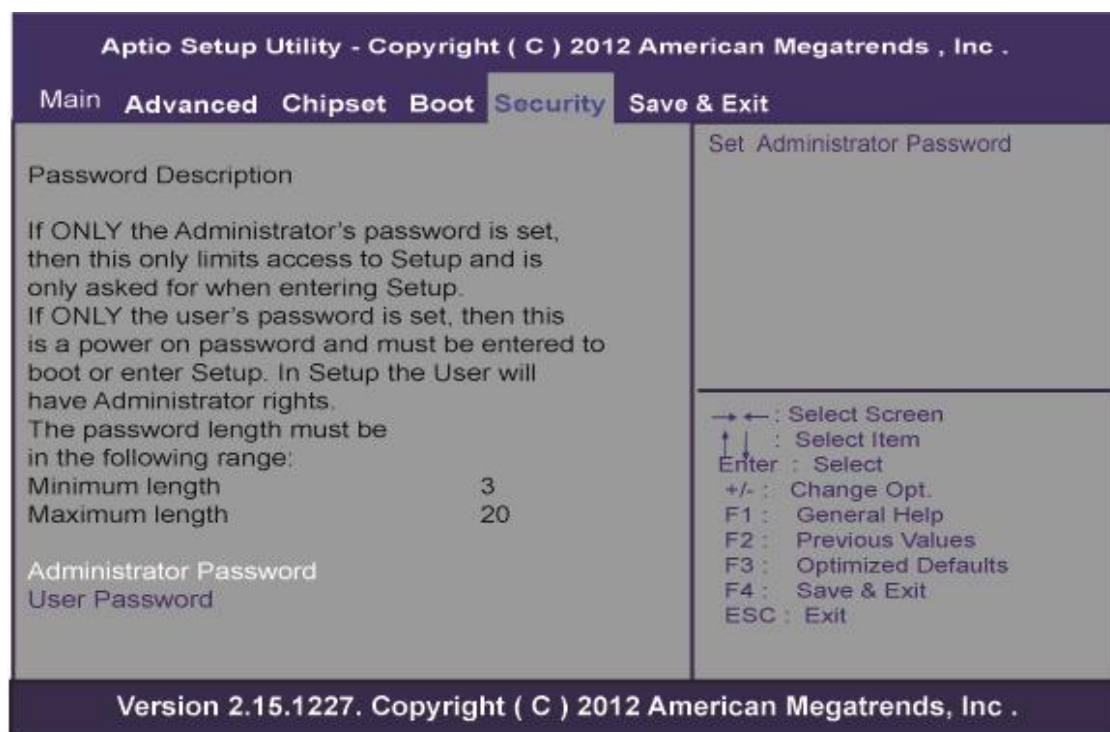 Aptio Setup Utility - Copyright ( C ) 2012 American Megatrends , Inc .
Main Advanced Chipset Boot Security Save & Exit
Password Description
If ONLY the Administrator's password is set,
then this only limits access to Setup and is
only asked for when entering Setup.
If ONLY the user's password is set, then this
is a power on password and must be entered to
boot or enter Setup. In Setup the User will
have Administrator rights.
The password length must be
in the following range:
Minimum length 3
Maximum length 20
Administrator Password
User Password
Set Administrator Password
→ ← : Select Screen
↑ ↓ : Select Item
Enter : Select
+/- : Change Opt.
F1 : General Help
F2 : Previous Values
F3 : Optimized Defaults
F4 : Save & Exit
ESC : Exit
Version 2.15.1227. Copyright ( C ) 2012 American Megatrends, Inc .